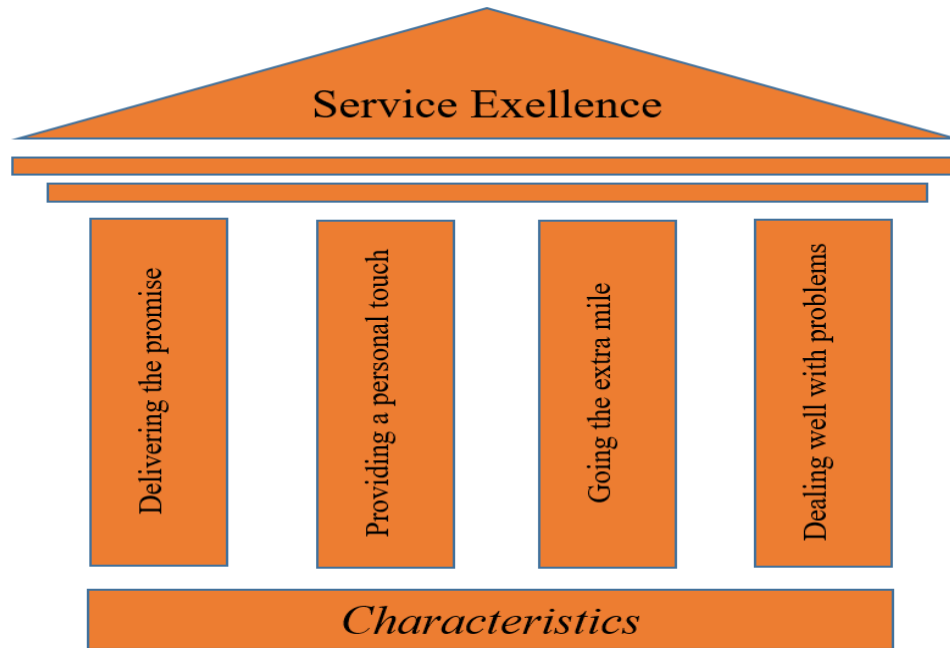 Service Exellence
Delivering the promise
Providing a personal touch
Going the extra mile
Dealing well with problems
Characteristics